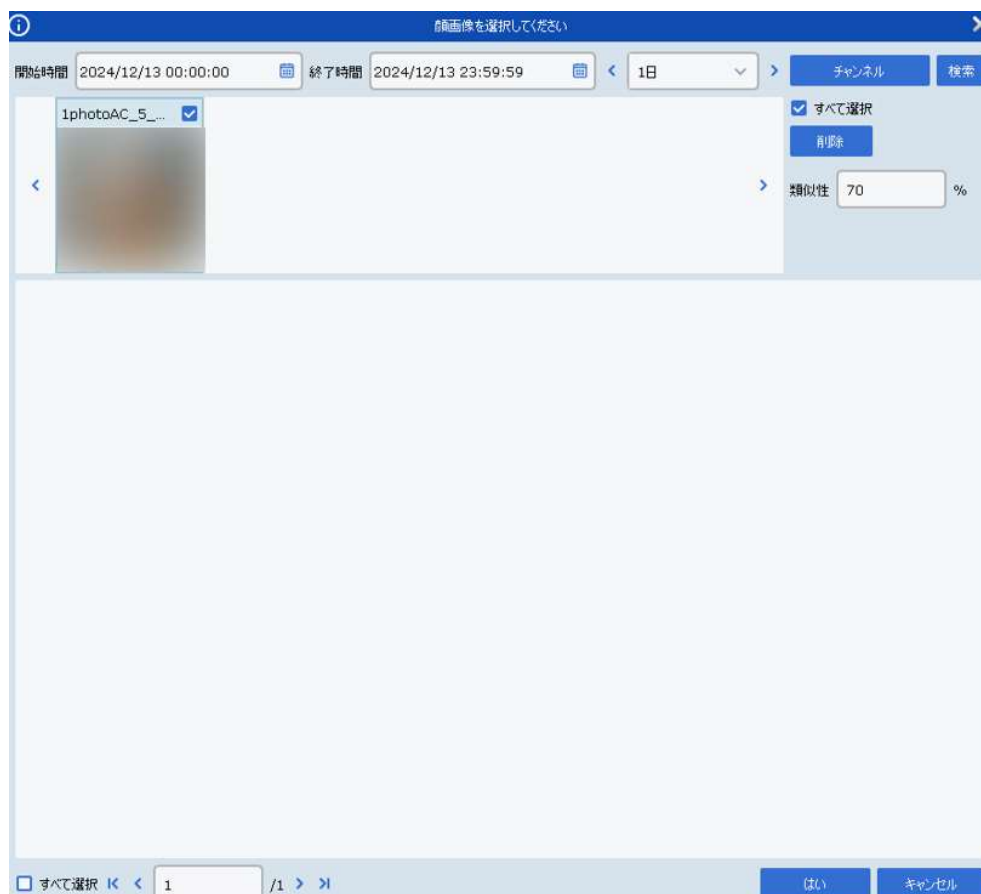 顔画像を選択してください
開始時間 2024/12/13 00:00:00 終了時間 2024/12/13 23:59:59 1日 チャンネル 検索
1photoAC_5_...
すべて選択
削除
類似性 70 %
すべて選択 1 /1 はい キャンセル